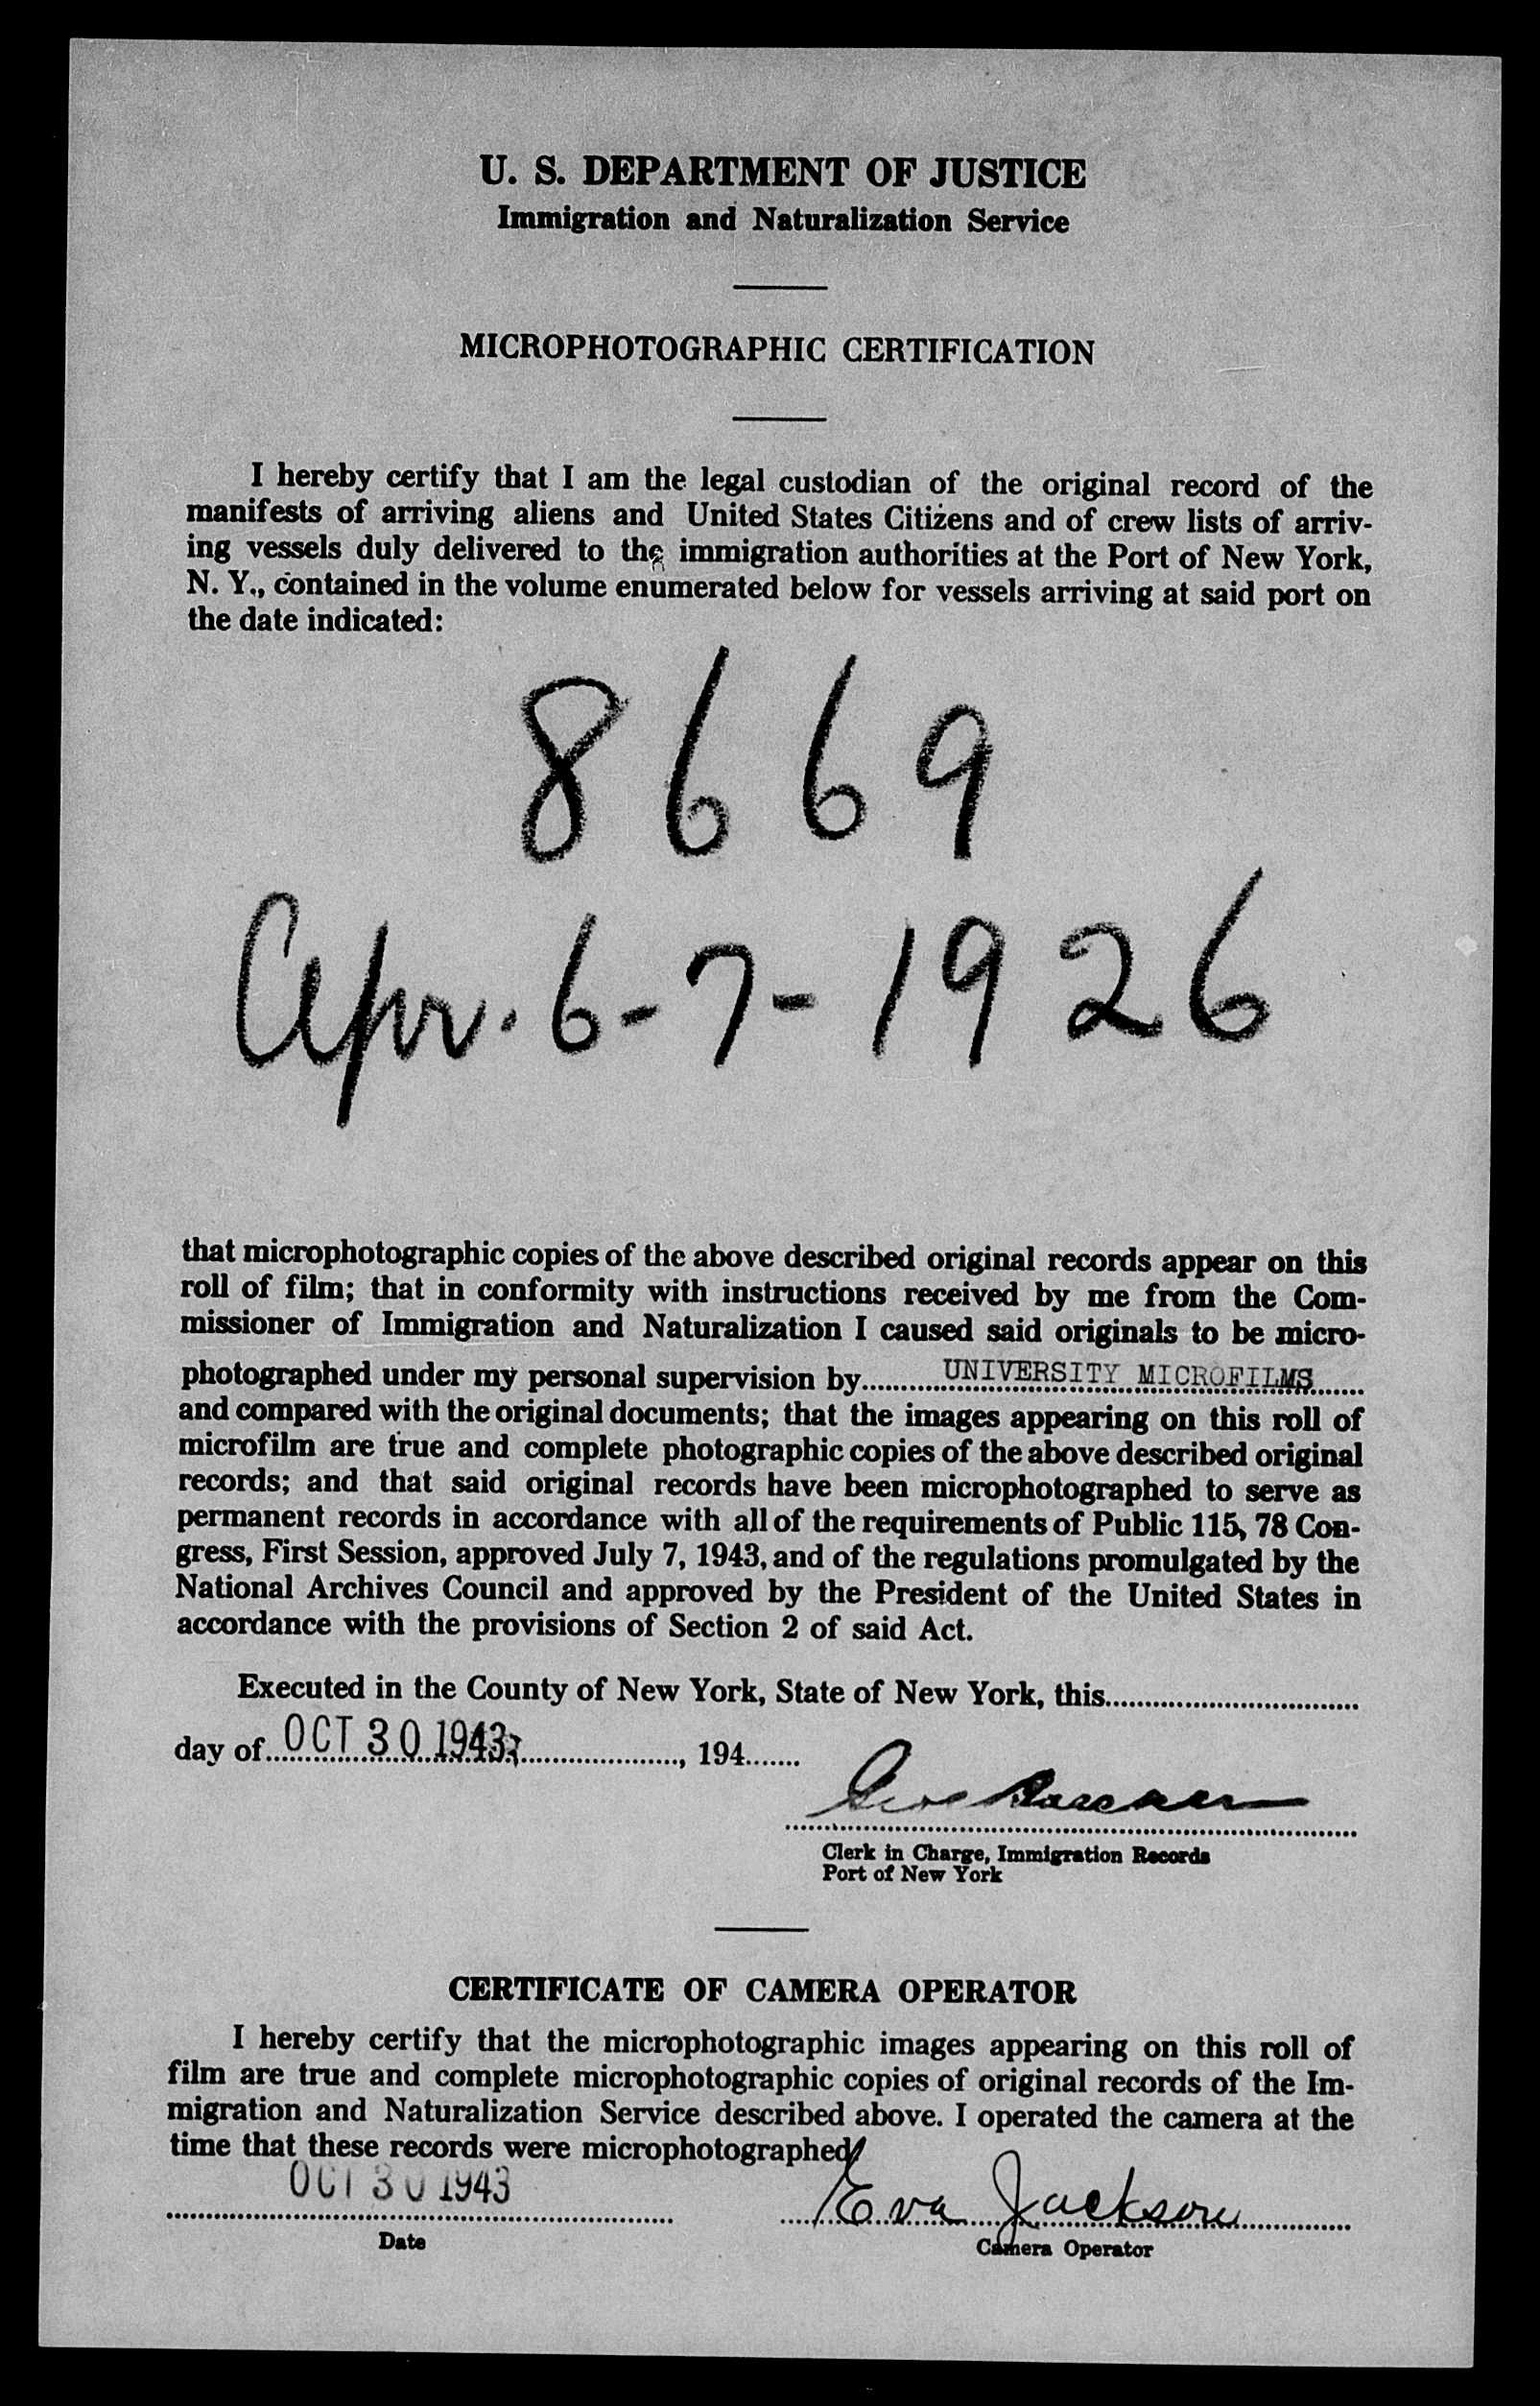 U. S. DEPARTMENT OF JUSTICE
Immigration and Naturalization Service
MICROPHOTOGRAPHIC CERTIFICATION
I hereby certify that I am the legal custodian of the original record of the
manifests of arriving aliens and United States Citizens and of crew lists of arriv-
ing vessels duly delivered to the immigration authorities at the Port of New York,
N. Y., contained in the volume enumerated below for vessels arriving at said port on
the date indicated:
8669
Apr. 6-7-1926
that microphotographic copies of the above described original records appear on this
roll of film; that in conformity with instructions received by me from the Com-
missioner of Immigration and Naturalization I caused said originals to be micro-
photographed under my personal supervision by UNIVERSITY MICROFILMS
and compared with the original documents; that the images appearing on this roll of
microfilm are true and complete photographic copies of the above described original
records; and that said original records have been microphotographed to serve as
permanent records in accordance with all of the requirements of Public 115, 78 Con-
gress, First Session, approved July 7, 1943, and of the regulations promulgated by the
National Archives Council and approved by the President of the United States in
accordance with the provisions of Section 2 of said Act.
Executed in the County of New York, State of New York, this
day of OCT 30 1943, 194
Clerk in Charge, Immigration Records
Port of New York
CERTIFICATE OF CAMERA OPERATOR
I hereby certify that the microphotographic images appearing on this roll of
film are true and complete microphotographic copies of original records of the Im-
migration and Naturalization Service described above. I operated the camera at the
time that these records were microphotographed
OCT 30 1943 Eva Jackson
Date Camera Operator